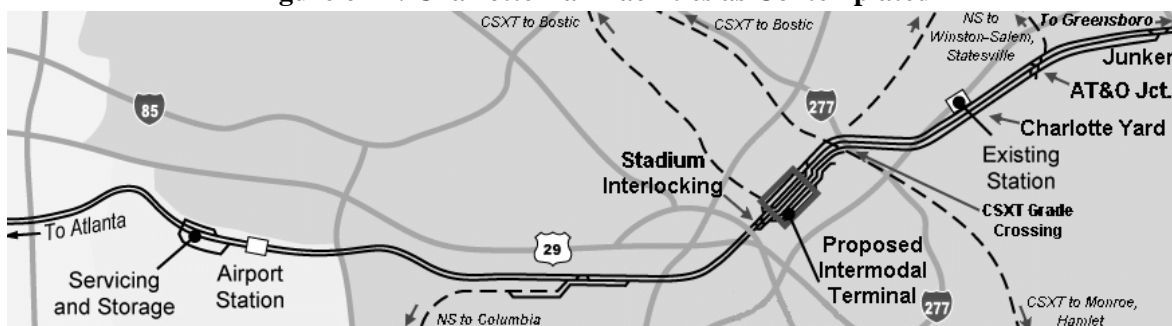 CSXT to Bostic
CSXT to Bostic
NS to
Winston-Salem,
Statesville
To Greensboro
Junker
AT&O Jct.
85
277
Charlotte Yard
Existing
Station
Stadium
Interlocking
CSXT Grade
Crossing
To Atlanta
29
Servicing
and Storage
Airport
Station
Proposed
Intermodal
Terminal
277
NS to Columbia
CSXT to Monroe,
Hamlet